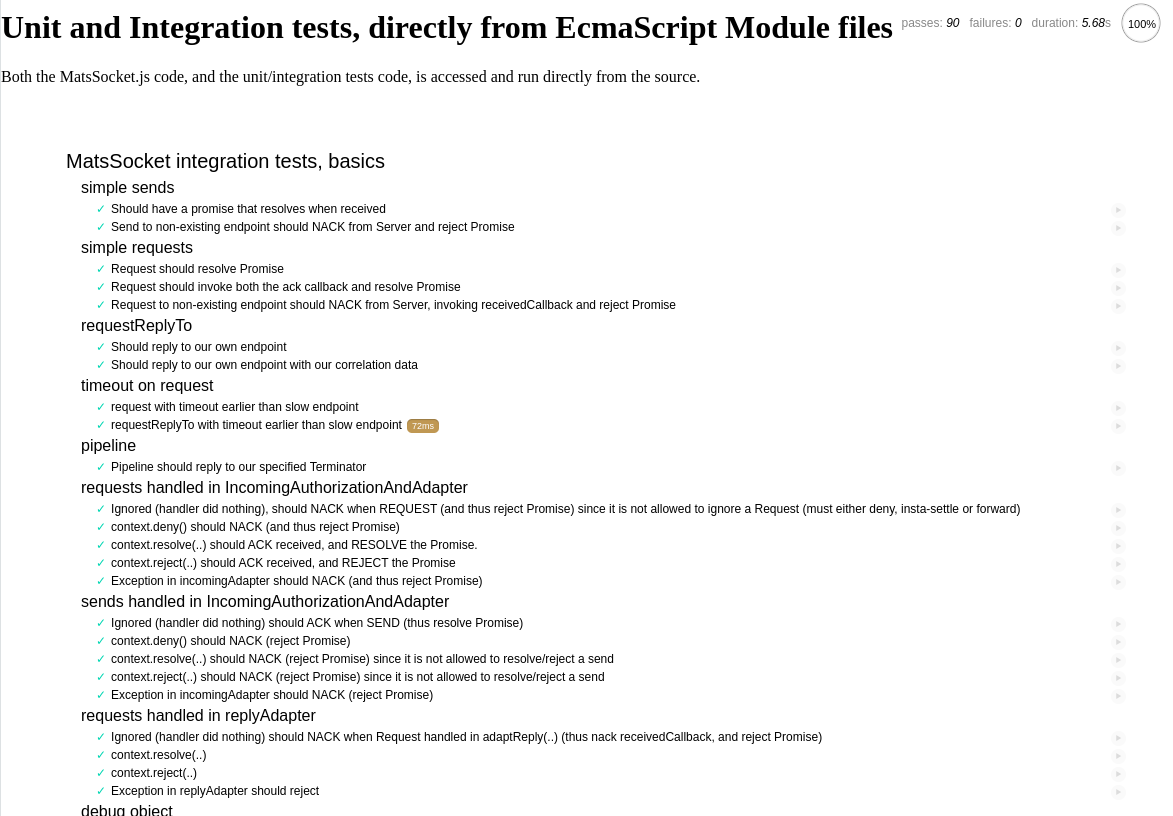 Unit and Integration tests, directly from EcmaScript Module files
passes: 90 failures: 0 duration: 5.68s 100%
Both the MatsSocket.js code, and the unit/integration tests code, is accessed and run directly from the source.
MatsSocket integration tests, basics
simple sends
✓ Should have a promise that resolves when received
✓ Send to non-existing endpoint should NACK from Server and reject Promise
simple requests
✓ Request should resolve Promise
✓ Request should invoke both the ack callback and resolve Promise
✓ Request to non-existing endpoint should NACK from Server, invoking receivedCallback and reject Promise
requestReplyTo
✓ Should reply to our own endpoint
✓ Should reply to our own endpoint with our correlation data
timeout on request
✓ request with timeout earlier than slow endpoint
✓ requestReplyTo with timeout earlier than slow endpoint 72ms
pipeline
✓ Pipeline should reply to our specified Terminator
requests handled in IncomingAuthorizationAndAdapter
✓ Ignored (handler did nothing), should NACK when REQUEST (and thus reject Promise) since it is not allowed to ignore a Request (must either deny, insta-settle or forward)
✓ context.deny() should NACK (and thus reject Promise)
✓ context.resolve(..) should ACK received, and RESOLVE the Promise.
✓ context.reject(..) should ACK received, and REJECT the Promise
✓ Exception in incomingAdapter should NACK (and thus reject Promise)
sends handled in IncomingAuthorizationAndAdapter
✓ Ignored (handler did nothing) should ACK when SEND (thus resolve Promise)
✓ context.deny() should NACK (reject Promise)
✓ context.resolve(..) should NACK (reject Promise) since it is not allowed to resolve/reject a send
✓ context.reject(..) should NACK (reject Promise) since it is not allowed to resolve/reject a send
✓ Exception in incomingAdapter should NACK (reject Promise)
requests handled in replyAdapter
✓ Ignored (handler did nothing) should NACK when Request handled in adaptReply(..) (thus nack receivedCallback, and reject Promise)
✓ context.resolve(..)
✓ context.reject(..)
✓ Exception in replyAdapter should reject
debug object